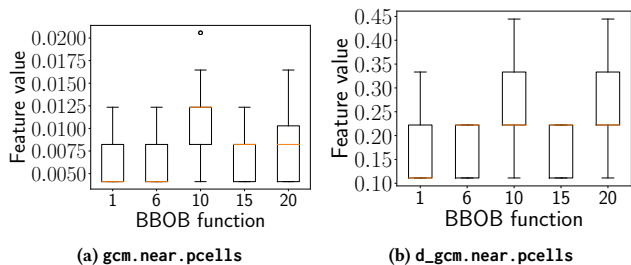 0.0200
0.0175
0.0150
0.0125
0.0100
0.0075
0.0050
Feature value
1 6 10 15 20
BBOB function
(a) gcm.near.pcells
0.45
0.40
0.35
0.30
0.25
0.20
0.15
0.10
Feature value
1 6 10 15 20
BBOB function
(b) d_gcm.near.pcells